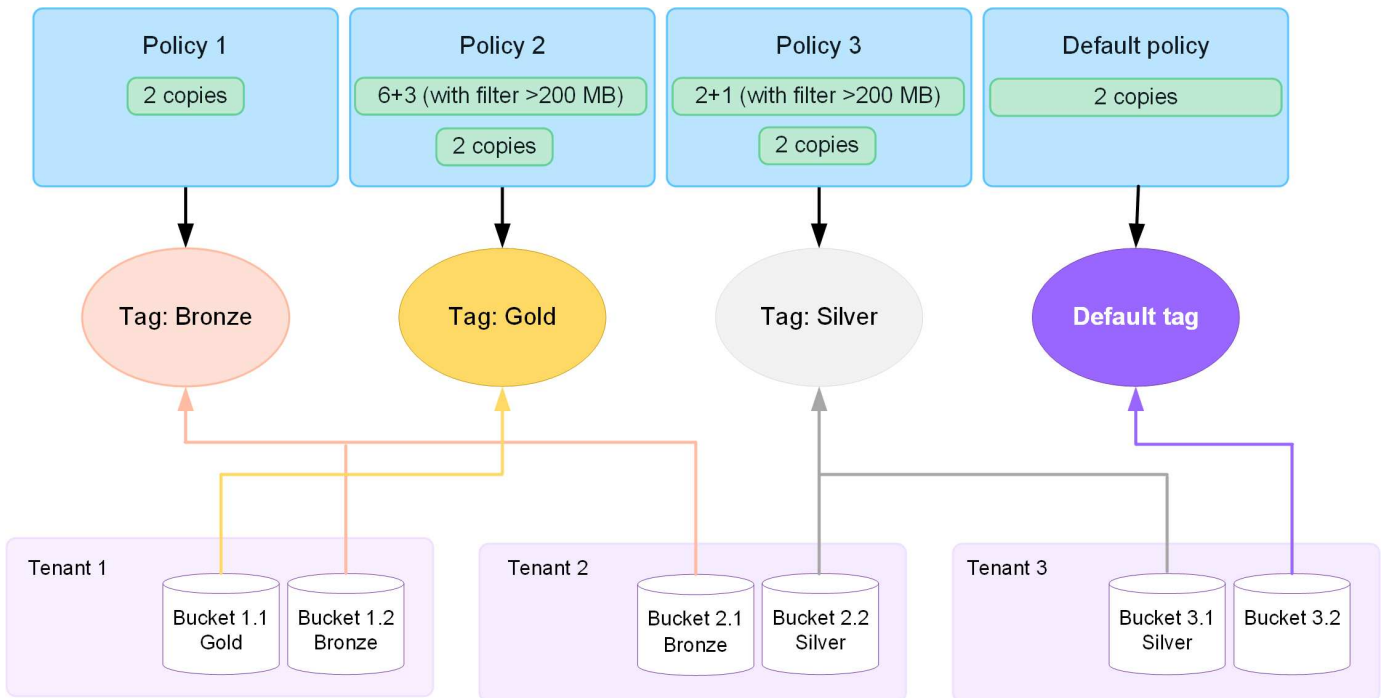 Policy 1
2 copies
Policy 2
6+3 (with filter >200 MB)
2 copies
Policy 3
2+1 (with filter >200 MB)
2 copies
Default policy
2 copies
Tag: Bronze
Tag: Gold
Tag: Silver
Default tag
Tenant 1
Bucket 1.1
Gold
Bucket 1.2
Bronze
Tenant 2
Bucket 2.1
Bronze
Bucket 2.2
Silver
Tenant 3
Bucket 3.1
Silver
Bucket 3.2